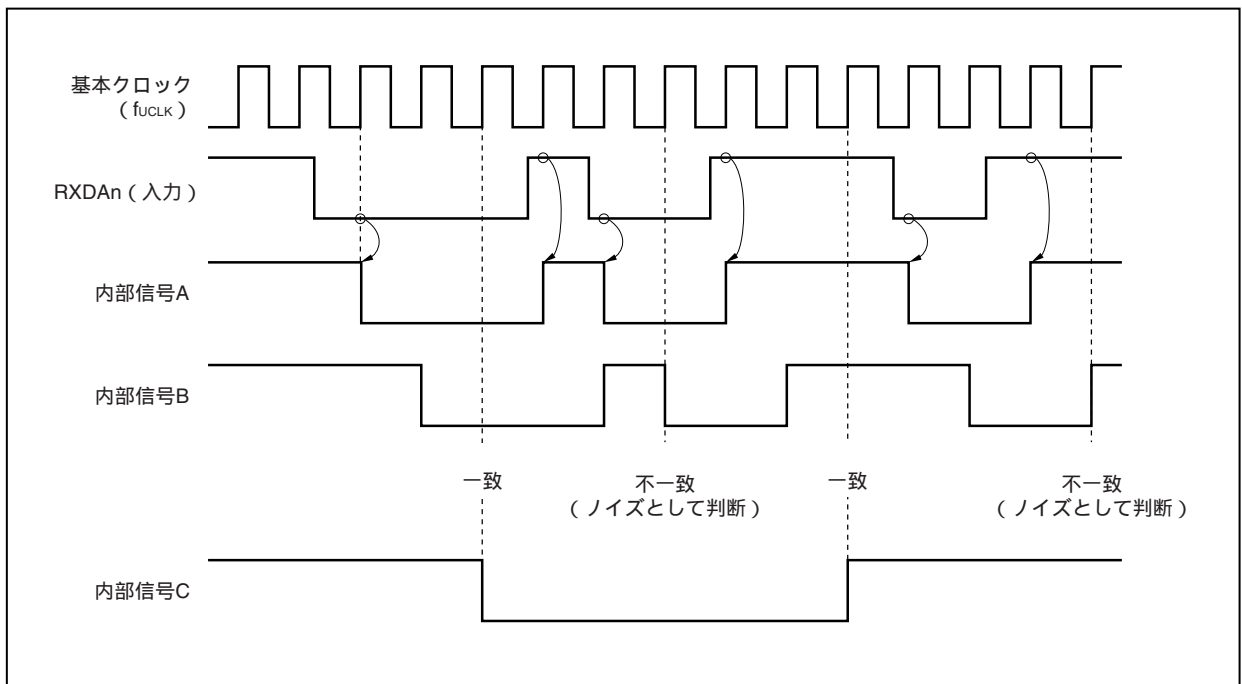 基本クロック
（fUCLK）
RXDAn（入力）
内部信号A
内部信号B
一致
不一致
（ノイズとして判断）
一致
不一致
（ノイズとして判断）
内部信号C